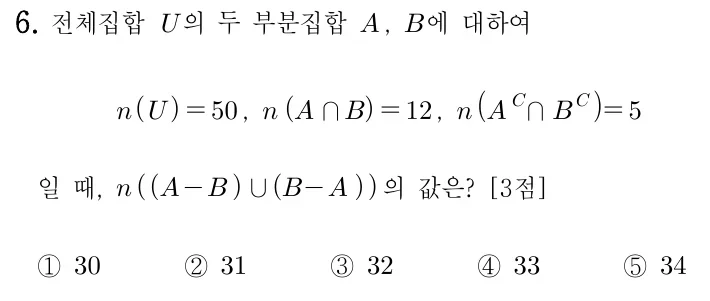 6. 전체집합 U의 두 부분집합 A, B에 대하여
n(U)=50, n(A∩B)=12, n(A^C∩B^C)=5
일 때, n((A-B)∪(B-A))의 값은? [3점]
① 30 ② 31 ③ 32 ④ 33 ⑤ 34